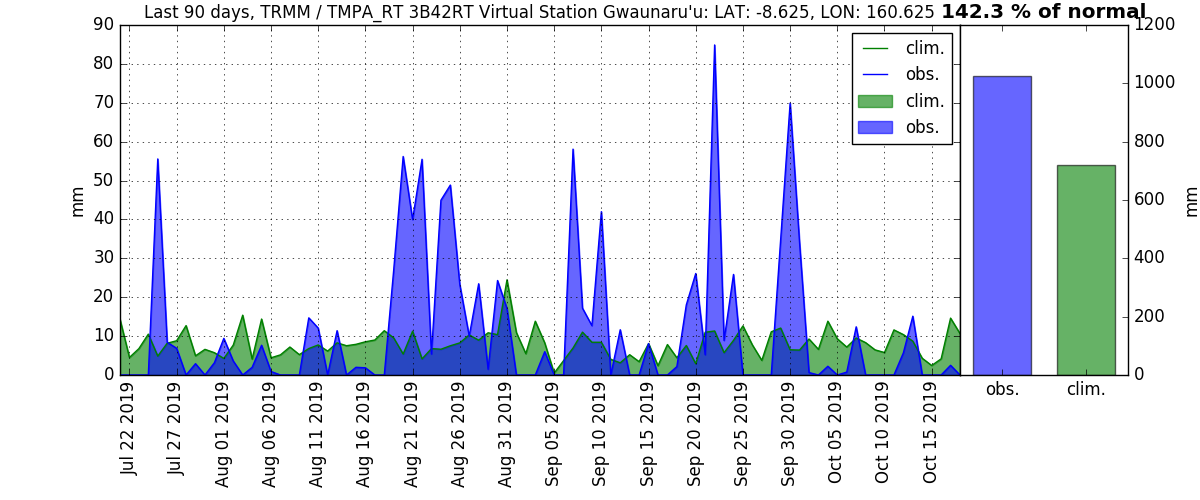 Last 90 days, TRMM / TMPA_RT 3B42RT Virtual Station Gwaunaru'u: LAT: -8.625, LON: 160.625 142.3 % of normal
90
80
70
60
50
40
30
20
10
0
mm
clim.
obs.
clim.
obs.
1200
1000
800
600
400
200
0
mm
obs.
clim.
Jul 22 2019
Jul 27 2019
Aug 01 2019
Aug 06 2019
Aug 11 2019
Aug 16 2019
Aug 21 2019
Aug 26 2019
Aug 31 2019
Sep 05 2019
Sep 10 2019
Sep 15 2019
Sep 20 2019
Sep 25 2019
Sep 30 2019
Oct 05 2019
Oct 10 2019
Oct 15 2019